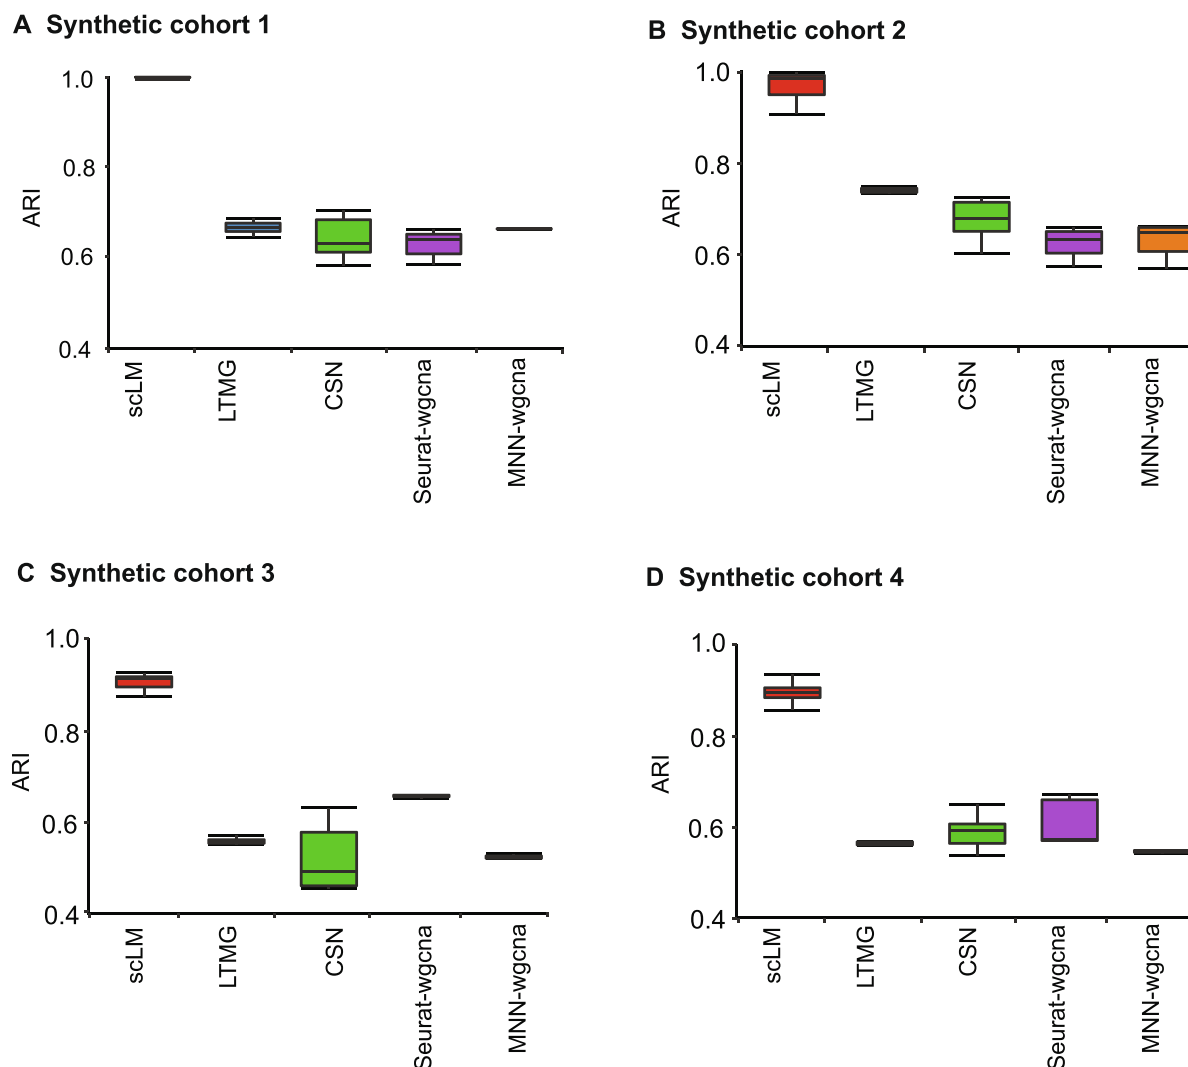 A Synthetic cohort 1
1.0
0.8
0.6
0.4
ARI
scLM
LTMG
CSN
Seurat-wgcna
MNN-wgcna
B Synthetic cohort 2
1.0
0.8
0.6
0.4
ARI
scLM
LTMG
CSN
Seurat-wgcna
MNN-wgcna
C Synthetic cohort 3
1.0
0.8
0.6
0.4
ARI
scLM
LTMG
CSN
Seurat-wgcna
MNN-wgcna
D Synthetic cohort 4
1.0
0.8
0.6
0.4
ARI
scLM
LTMG
CSN
Seurat-wgcna
MNN-wgcna